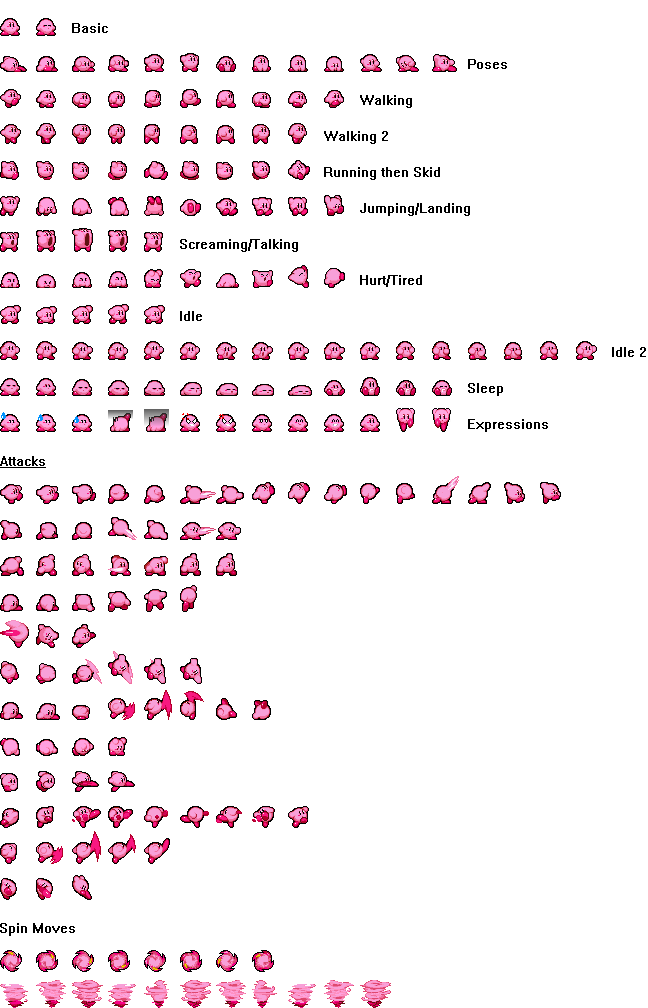 Basic
Poses
Walking
Walking 2
Running then Skid
Jumping/Landing
Screaming/Talking
Hurt/Tired
Idle
Idle 2
Sleep
Expressions
Attacks
Spin Moves